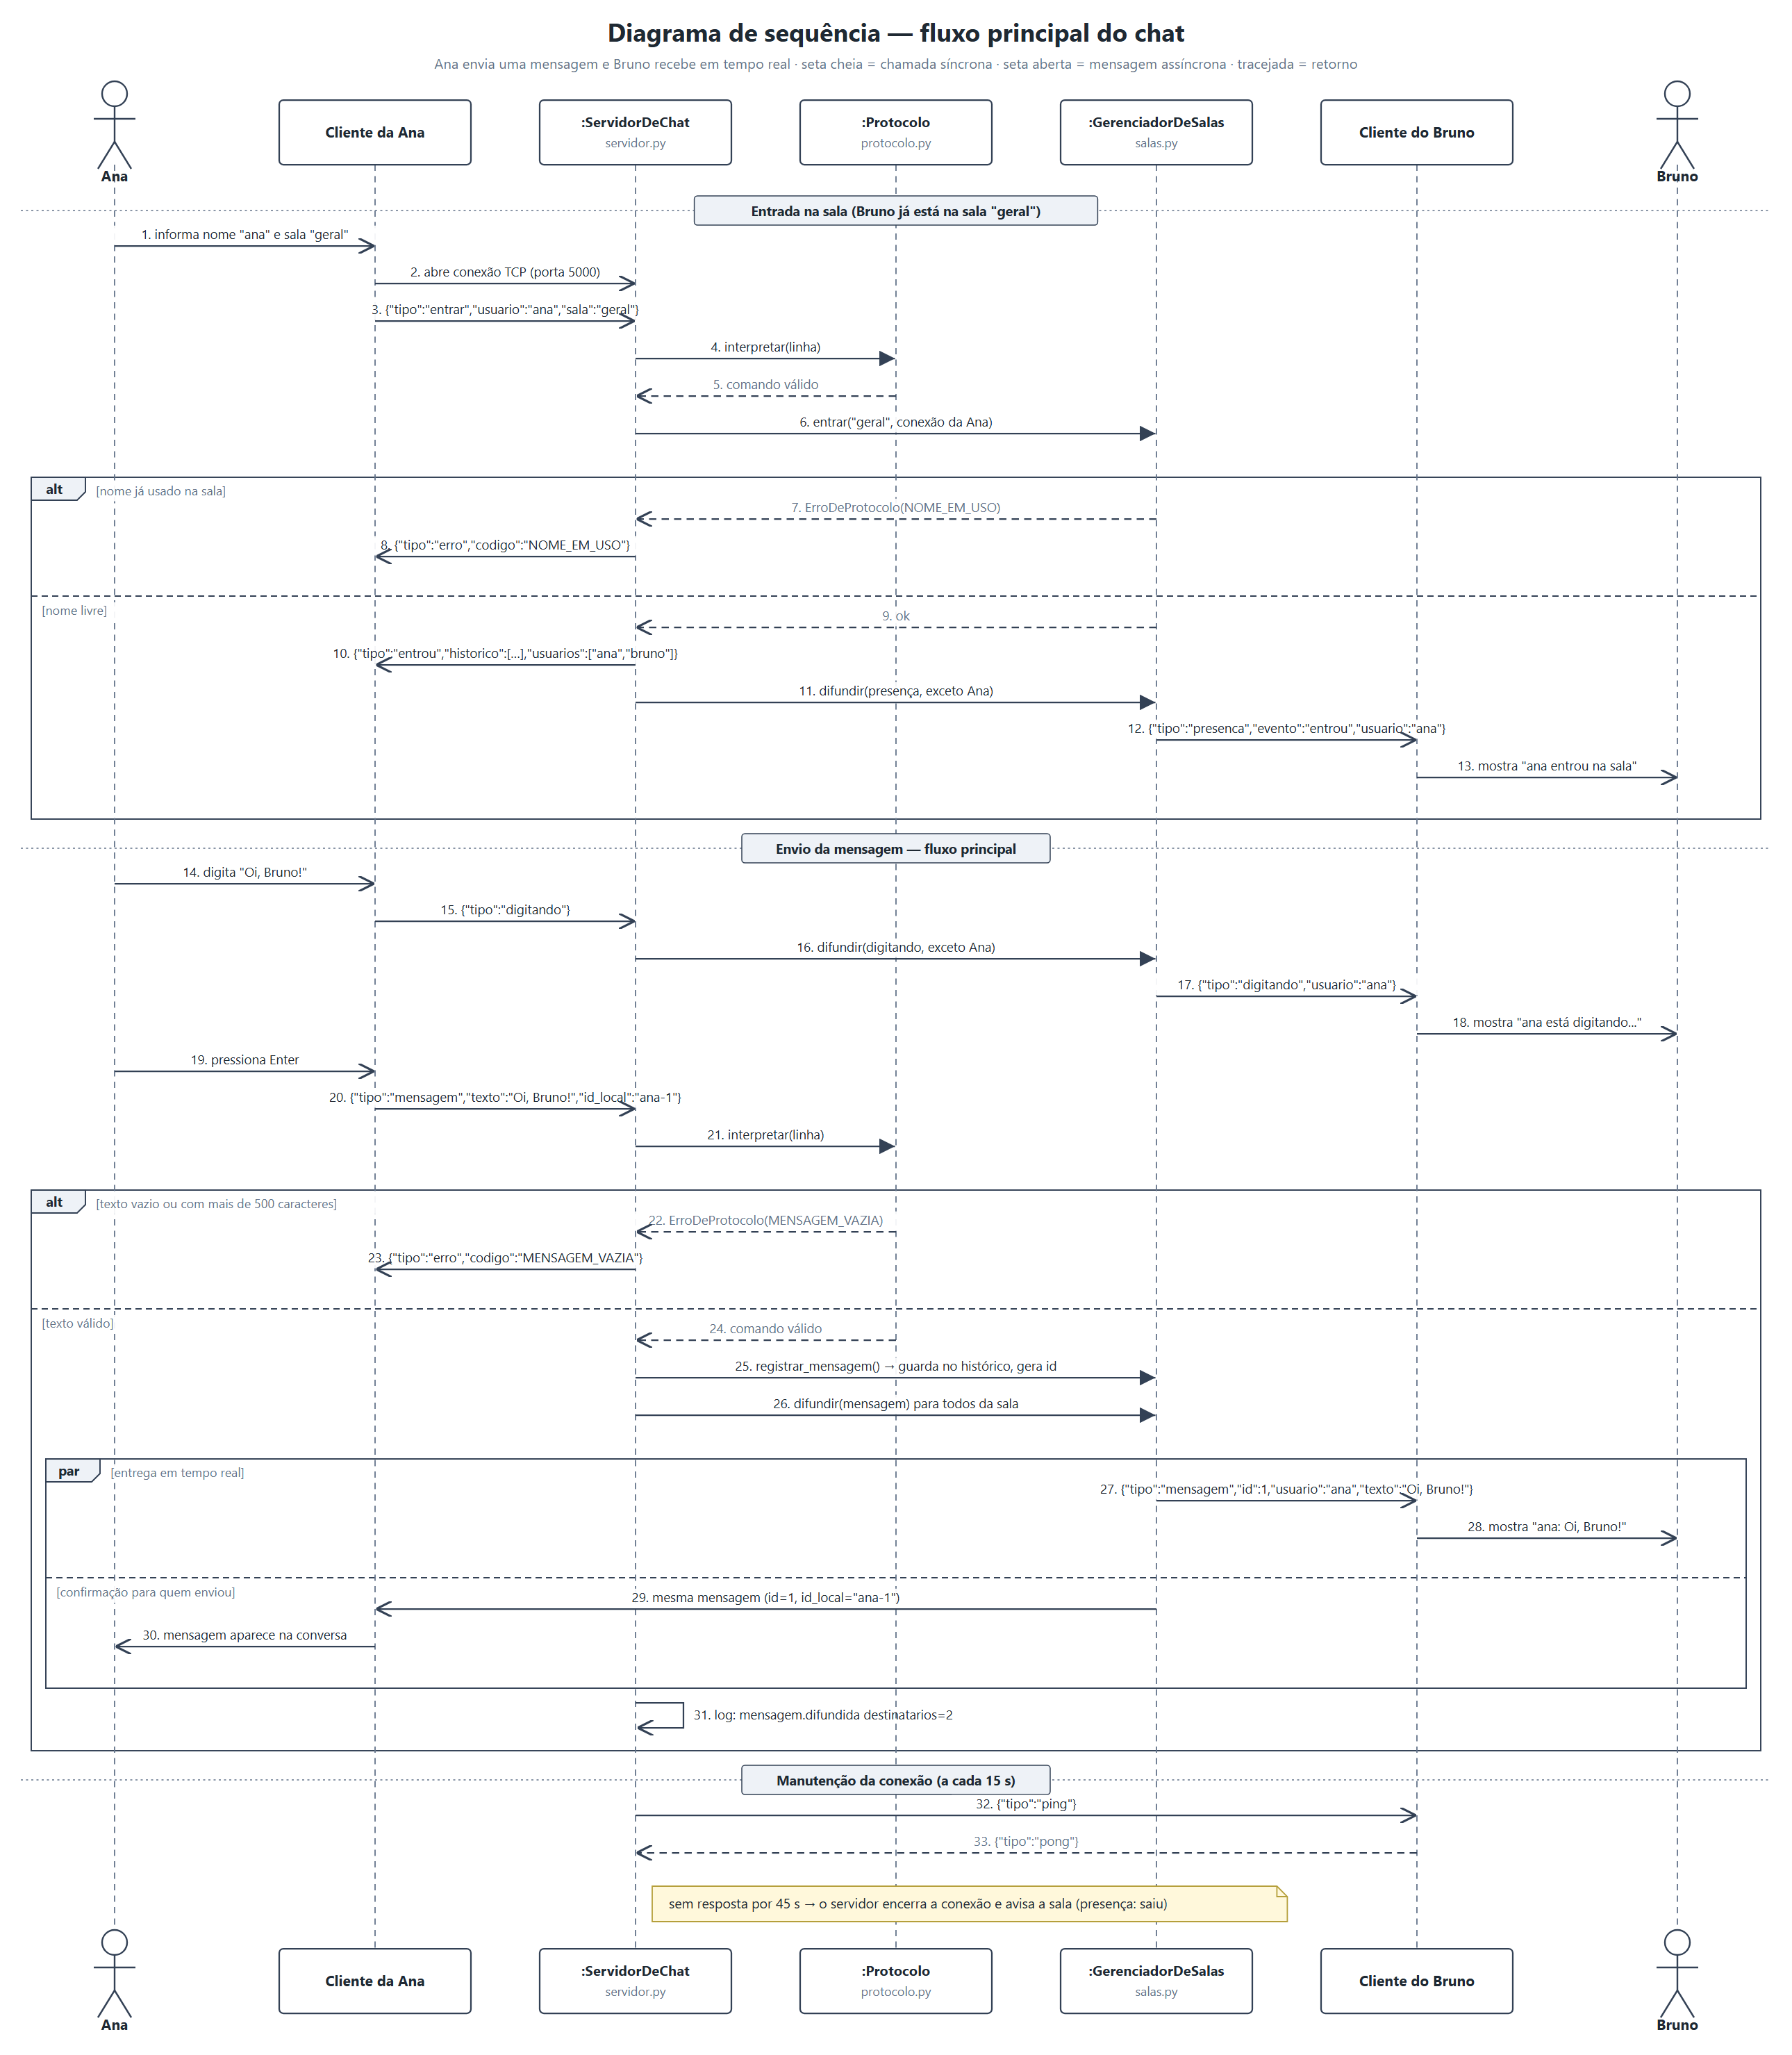 Diagrama de sequência — fluxo principal do chat
Ana envia uma mensagem e Bruno recebe em tempo real · seta cheia = chamada síncrona · seta aberta = mensagem assíncrona · tracejada = retorno
Ana
Cliente da Ana
:ServidorDeChat
servidor.py
:Protocolo
protocolo.py
:GerenciadorDeSalas
salas.py
Cliente do Bruno
Bruno
Entrada na sala (Bruno já está na sala "geral")
1. informa nome "ana" e sala "geral"
2. abre conexão TCP (porta 5000)
3. {"tipo":"entrar","usuario":"ana","sala":"geral"}
4. interpretar(linha)
5. comando válido
6. entrar("geral", conexão da Ana)
alt
[nome já usado na sala]
7. ErroDeProtocolo(NOME_EM_USO)
8. {"tipo":"erro","codigo":"NOME_EM_USO"}
[nome livre]
9. ok
10. {"tipo":"entrou","historico":[...],"usuarios":["ana","bruno"]}
11. difundir(presença, exceto Ana)
12. {"tipo":"presenca","evento":"entrou","usuario":"ana"}
13. mostra "ana entrou na sala"
Envio da mensagem — fluxo principal
14. digita "Oi, Bruno!"
15. {"tipo":"digitando"}
16. difundir(digitando, exceto Ana)
17. {"tipo":"digitando","usuario":"ana"}
18. mostra "ana está digitando..."
19. pressiona Enter
20. {"tipo":"mensagem","texto":"Oi, Bruno!","id_local":"ana-1"}
21. interpretar(linha)
alt
[texto vazio ou com mais de 500 caracteres]
22. ErroDeProtocolo(MENSAGEM_VAZIA)
23. {"tipo":"erro","codigo":"MENSAGEM_VAZIA"}
[texto válido]
24. comando válido
25. registrar_mensagem() → guarda no histórico, gera id
26. difundir(mensagem) para todos da sala
par
[entrega em tempo real]
27. {"tipo":"mensagem","id":1,"usuario":"ana","texto":"Oi, Bruno!"}
28. mostra "ana: Oi, Bruno!"
[confirmação para quem enviou]
29. mesma mensagem (id=1, id_local="ana-1")
30. mensagem aparece na conversa
31. log: mensagem.difundida destinatarios=2
Manutenção da conexão (a cada 15 s)
32. {"tipo":"ping"}
33. {"tipo":"pong"}
sem resposta por 45 s → o servidor encerra a conexão e avisa a sala (presença: saiu)
Ana
Cliente da Ana
:ServidorDeChat
servidor.py
:Protocolo
protocolo.py
:GerenciadorDeSalas
salas.py
Cliente do Bruno
Bruno